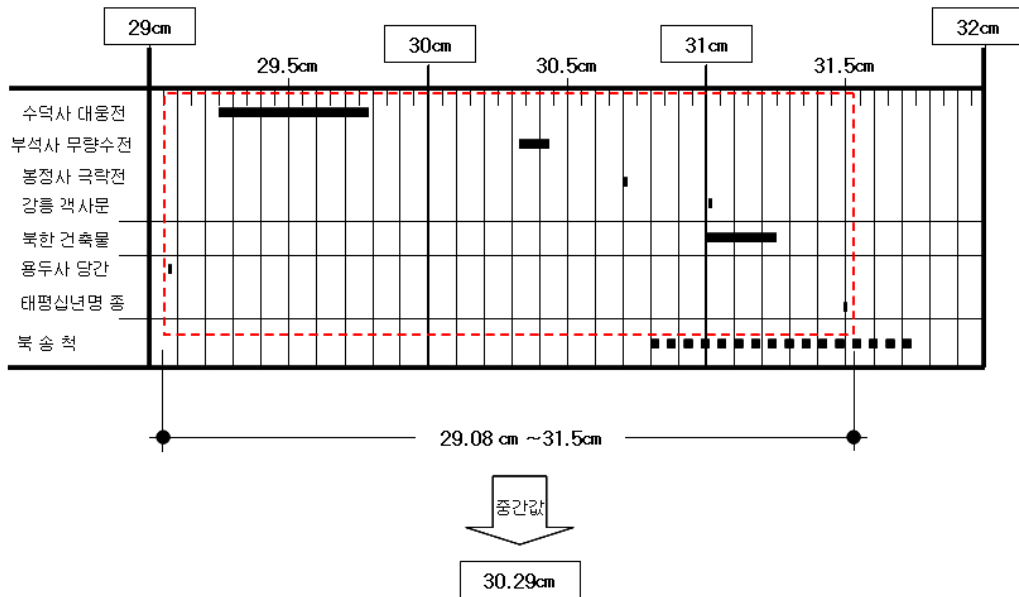 29cm
30cm
31cm
32cm
29.5cm
30.5cm
31.5cm
수덕사 대웅전
부석사 무량수전
봉정사 극락전
강릉 객사문
북한 건축물
용두사 당간
태평십년명 종
북 송 척
29.08 cm ~31.5cm
중간값
30.29cm